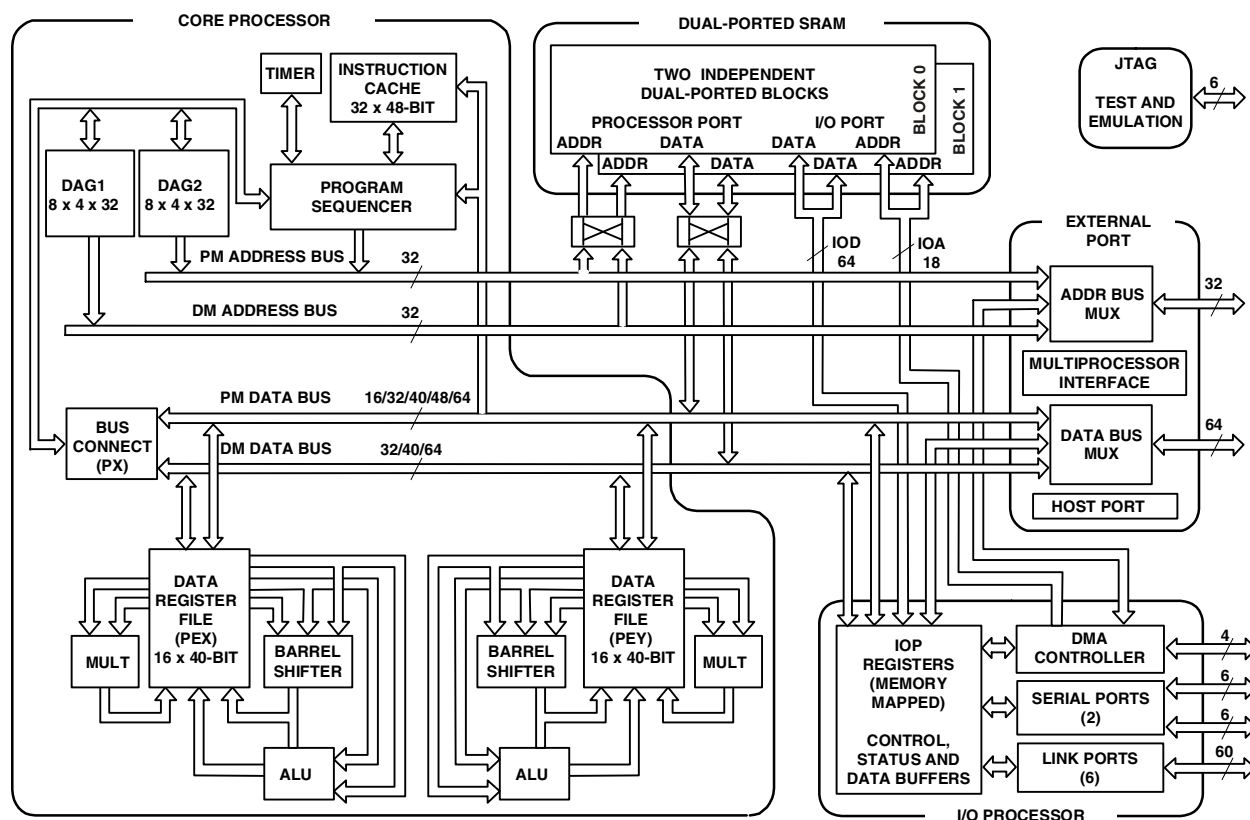 CORE PROCESSOR
TIMER
INSTRUCTION
CACHE
32 x 48-BIT
DAG1
8 x 4 x 32
DAG2
8 x 4 x 32
PROGRAM
SEQUENCER
PM ADDRESS BUS
32
DM ADDRESS BUS
32
PM DATA BUS
16/32/40/48/64
DM DATA BUS
32/40/64
BUS
CONNECT
(PX)
DATA
REGISTER
FILE
(PEX)
16 x 40-BIT
MULT
BARREL
SHIFTER
ALU
BARREL
SHIFTER
DATA
REGISTER
FILE
(PEY)
16 x 40-BIT
MULT
ALU
DUAL-PORTED SRAM
TWO INDEPENDENT
DUAL-PORTED BLOCKS
BLOCK 0
BLOCK 1
PROCESSOR PORT
I/O PORT
ADDR
DATA
DATA
ADDR
ADDR
DATA
DATA
ADDR
IOD
64
IOA
18
JTAG
TEST AND
EMULATION
6
EXTERNAL
PORT
ADDR BUS
MUX
32
MULTIPROCESSOR
INTERFACE
DATA BUS
MUX
64
HOST PORT
IOP
REGISTERS
(MEMORY
MAPPED)
CONTROL,
STATUS AND
DATA BUFFERS
DMA
CONTROLLER
4
SERIAL PORTS
(2)
6
6
LINK PORTS
(6)
60
I/O PROCESSOR